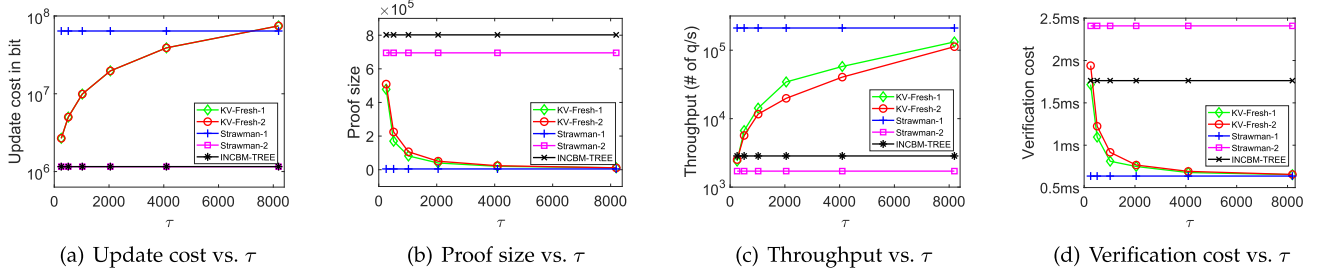 10^8
10^7
10^6
Update cost in bit
0 2000 4000 6000 8000
τ
KV-Fresh-1
KV-Fresh-2
Strawman-1
Strawman-2
INCBM-TREE
(a) Update cost vs. τ
×10^5
8
6
4
2
0
Proof size
0 2000 4000 6000 8000
τ
KV-Fresh-1
KV-Fresh-2
Strawman-1
Strawman-2
INCBM-TREE
(b) Proof size vs. τ
10^5
10^4
10^3
Throughput (# of q/s)
0 2000 4000 6000 8000
τ
KV-Fresh-1
KV-Fresh-2
Strawman-1
Strawman-2
INCBM-TREE
(c) Throughput vs. τ
2.5ms
2ms
1.5ms
1ms
0.5ms
Verification cost
0 2000 4000 6000 8000
τ
KV-Fresh-1
KV-Fresh-2
Strawman-1
Strawman-2
INCBM-TREE
(d) Verification cost vs. τ